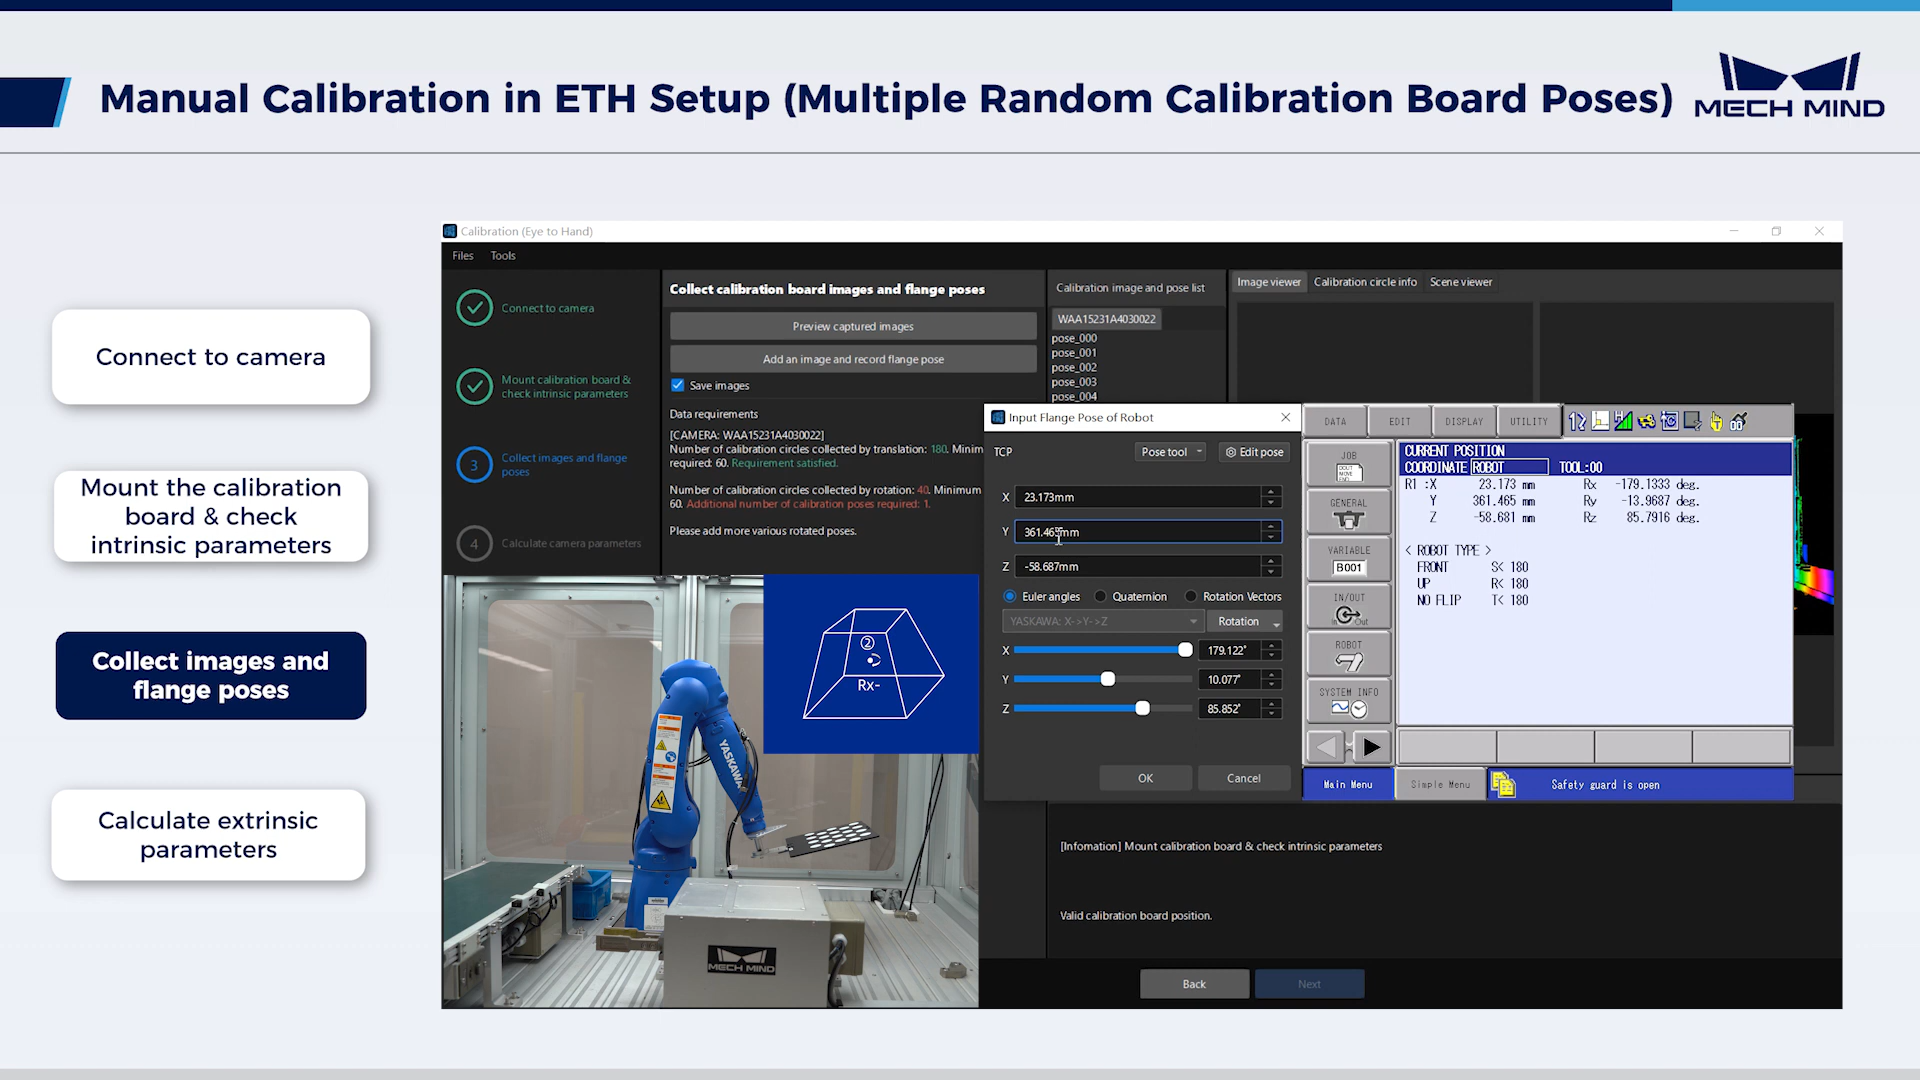 Manual Calibration in ETH Setup (Multiple Random Calibration Board Poses)
MECH MIND
Connect to camera
Mount the calibration
board & check
intrinsic parameters
Collect images and
flange poses
Calculate extrinsic
parameters
Calibration (Eye to Hand)
Files Tools
Connect to camera
Mount calibration board &
check intrinsic parameters
3
Collect images and flange
poses
4
Calculate camera parameters
Collect calibration board images and flange poses
Preview captured images
Add an image and record flange pose
Save images
Data requirements
[CAMERA: WAA15231A4030022]
Number of calibration circles collected by translation: 180. Minim
required: 60. Requirement satisfied.
Number of calibration circles collected by rotation: 40. Minimum
60. Additional number of calibration poses required: 1.
Please add more various rotated poses.
Calibration image and pose list
WAA15231A4030022
pose_000
pose_001
pose_002
pose_003
pose_004
Image viewer Calibration circle info Scene viewer
Input Flange Pose of Robot
TCP Pose tool Edit pose
X 23.173mm
Y 361.465mm
Z -58.687mm
Euler angles Quaternion Rotation Vectors
YASKAWA: X->Y->Z Rotation
X 179.122°
Y 10.077°
Z 85.852°
OK Cancel
DATA EDIT DISPLAY UTILITY
JOB
GENERAL
VARIABLE
B001
IN/OUT
In Out
ROBOT
SYSTEM INFO
CURRENT POSITION
COORDINATE ROBOT TOOL:00
R1 :X 23.173 mm Rx -179.1333 deg.
Y 361.465 mm Ry -13.9687 deg.
Z -58.681 mm Rz 85.7916 deg.
< ROBOT TYPE >
FRONT S< 180
UP R< 180
NO FLIP T< 180
Main Menu Simple Menu Safety guard is open
②
Rx-
YASKAWA
MECH MIND
[Infomation] Mount calibration board & check intrinsic parameters
Valid calibration board position.
Back Next